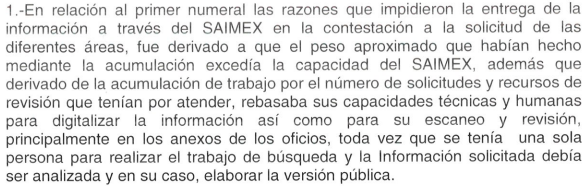 1.-En relación al primer numeral las razones que impidieron la entrega de la
información a través del SAIMEX en la contestación a la solicitud de las
diferentes áreas, fue derivado a que el peso aproximado que habían hecho
mediante la acumulación excedía la capacidad del SAIMEX, además que
derivado de la acumulación de trabajo por el número de solicitudes y recursos de
revisión que tenían por atender, rebasaba sus capacidades técnicas y humanas
para digitalizar la información así como para su escaneo y revisión,
principalmente en los anexos de los oficios, toda vez que se tenía una sola
persona para realizar el trabajo de búsqueda y la Información solicitada debía
ser analizada y en su caso, elaborar la versión pública.